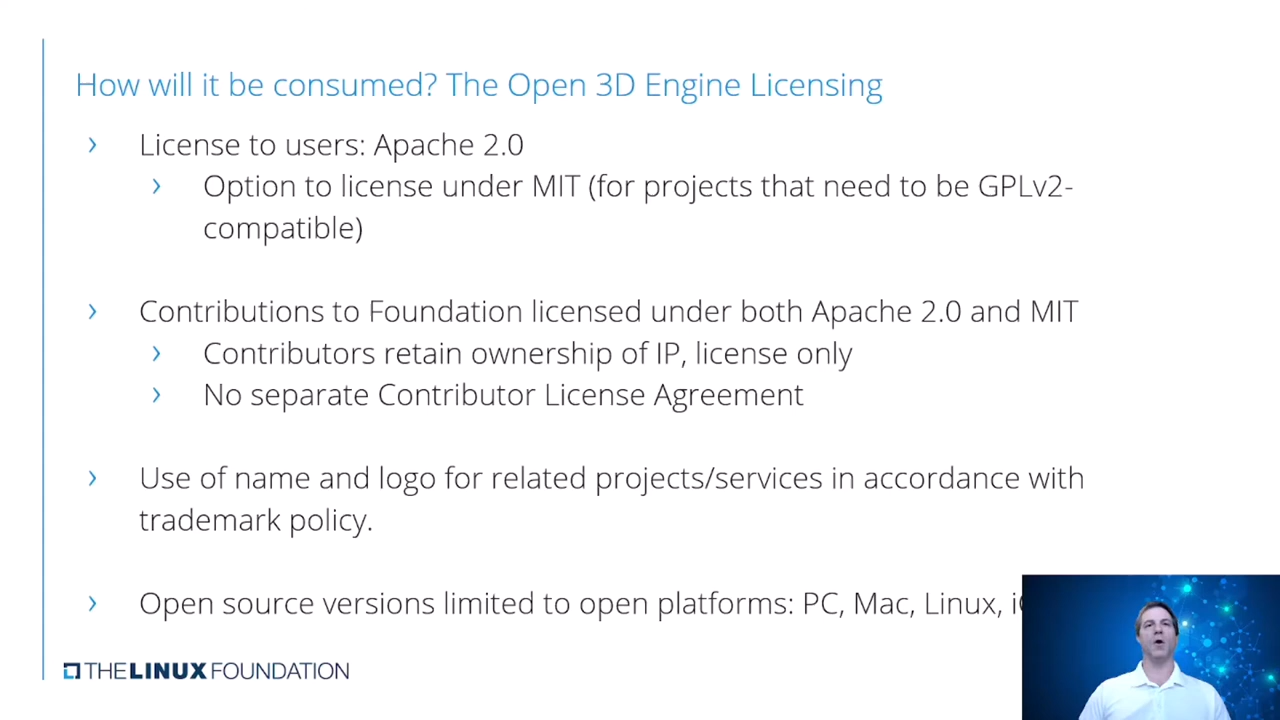 How will it be consumed? The Open 3D Engine Licensing
› License to users: Apache 2.0
› Option to license under MIT (for projects that need to be GPLv2-
compatible)
› Contributions to Foundation licensed under both Apache 2.0 and MIT
› Contributors retain ownership of IP, license only
› No separate Contributor License Agreement
› Use of name and logo for related projects/services in accordance with
trademark policy.
› Open source versions limited to open platforms: PC, Mac, Linux,
THE LINUX FOUNDATION